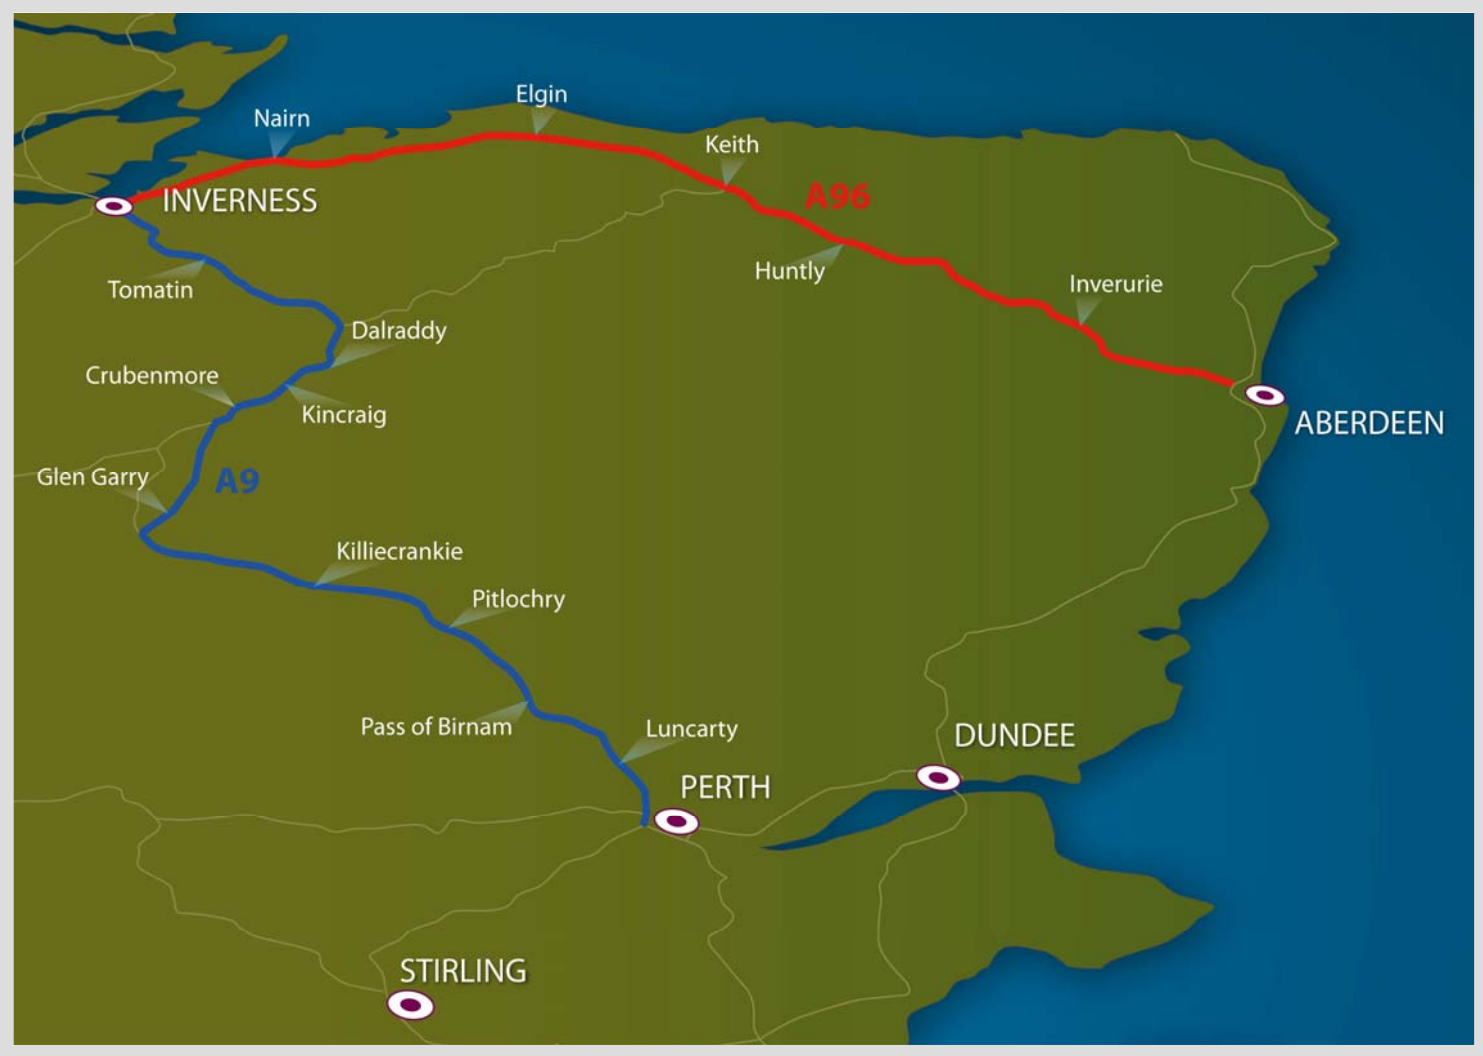 Elgin
Nairn
Keith
A96
INVERNESS
Huntly
Inverurie
Tomatin
Dalraddy
Crubenmore
Kincraig
ABERDEEN
Glen Garry
A9
Killiecrankie
Pitlochry
Pass of Birnam
Luncarty
DUNDEE
PERTH
STIRLING